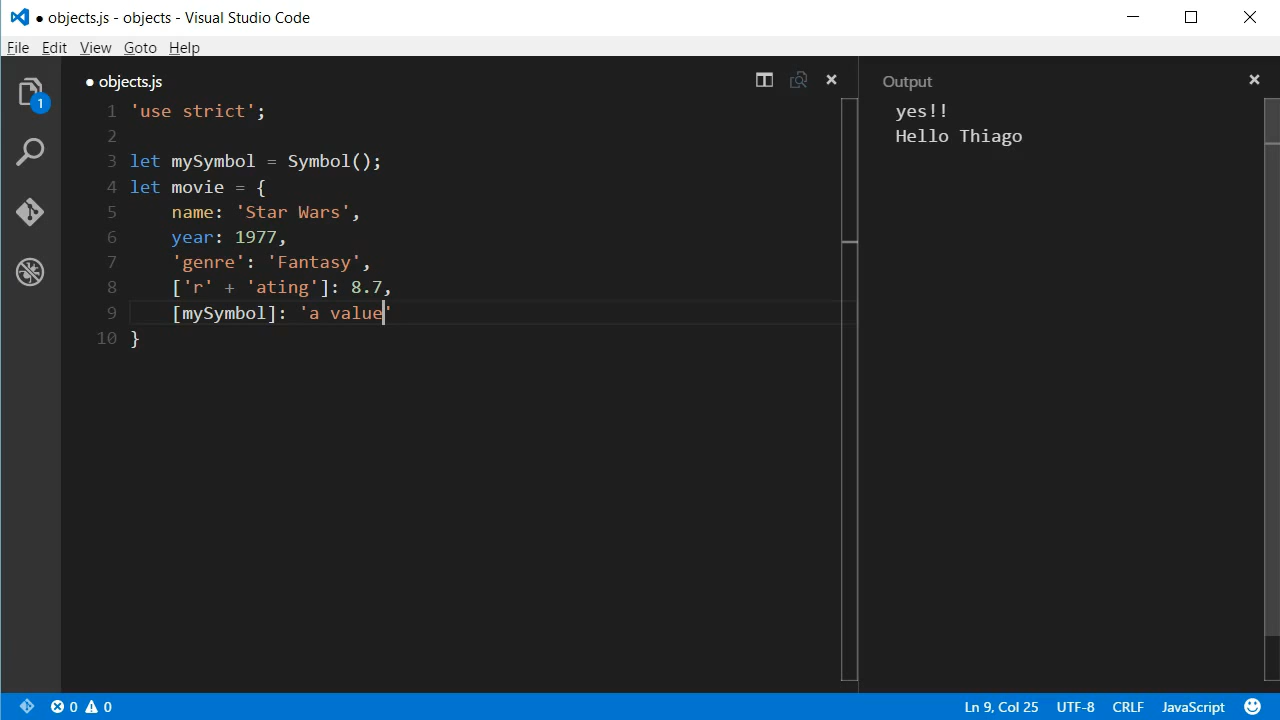 ● objects.js - objects - Visual Studio Code
File Edit View Goto Help
1
● objects.js
1 'use strict';
2
3 let mySymbol = Symbol();
4 let movie = {
5 name: 'Star Wars',
6 year: 1977,
7 'genre': 'Fantasy',
8 ['r' + 'ating']: 8.7,
9 [mySymbol]: 'a value'
10 }
Output
yes!!
Hello Thiago
0 0 Ln 9, Col 25 UTF-8 CRLF JavaScript